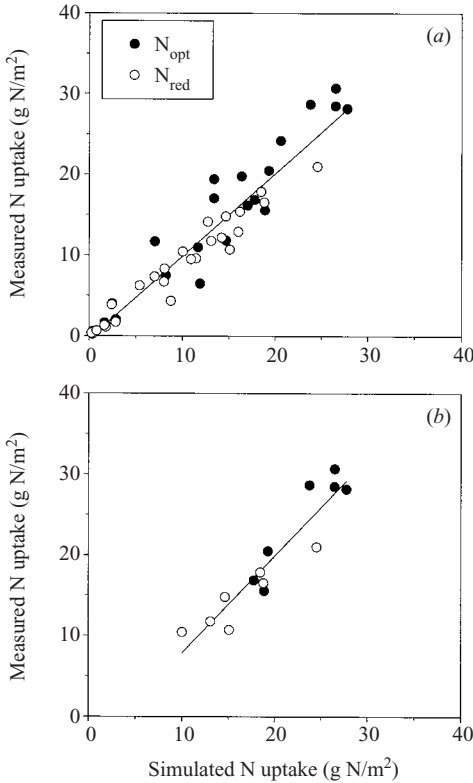 40
(a)
N_opt
N_red
30
20
10
0
Measured N uptake (g N/m²)
0 10 20 30 40
40
(b)
30
20
10
0
Measured N uptake (g N/m²)
0 10 20 30 40
Simulated N uptake (g N/m²)